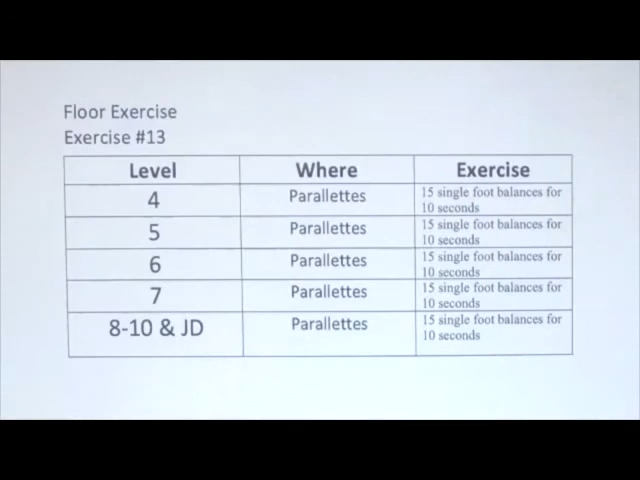 Floor Exercise
Exercise #13
Level Where Exercise
4 Parallettes 15 single foot balances for
10 seconds
5 Parallettes 15 single foot balances for
10 seconds
6 Parallettes 15 single foot balances for
10 seconds
7 Parallettes 15 single foot balances for
10 seconds
8-10 & JD Parallettes 15 single foot balances for
10 seconds